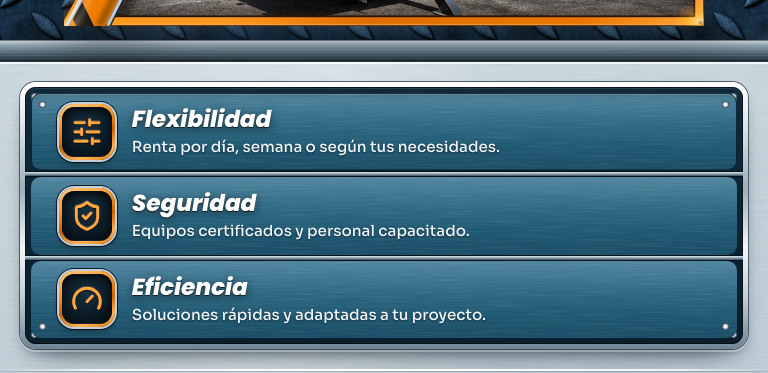 Flexibilidad
Renta por día, semana o según tus necesidades.
Seguridad
Equipos certificados y personal capacitado.
Eficiencia
Soluciones rápidas y adaptadas a tu proyecto.